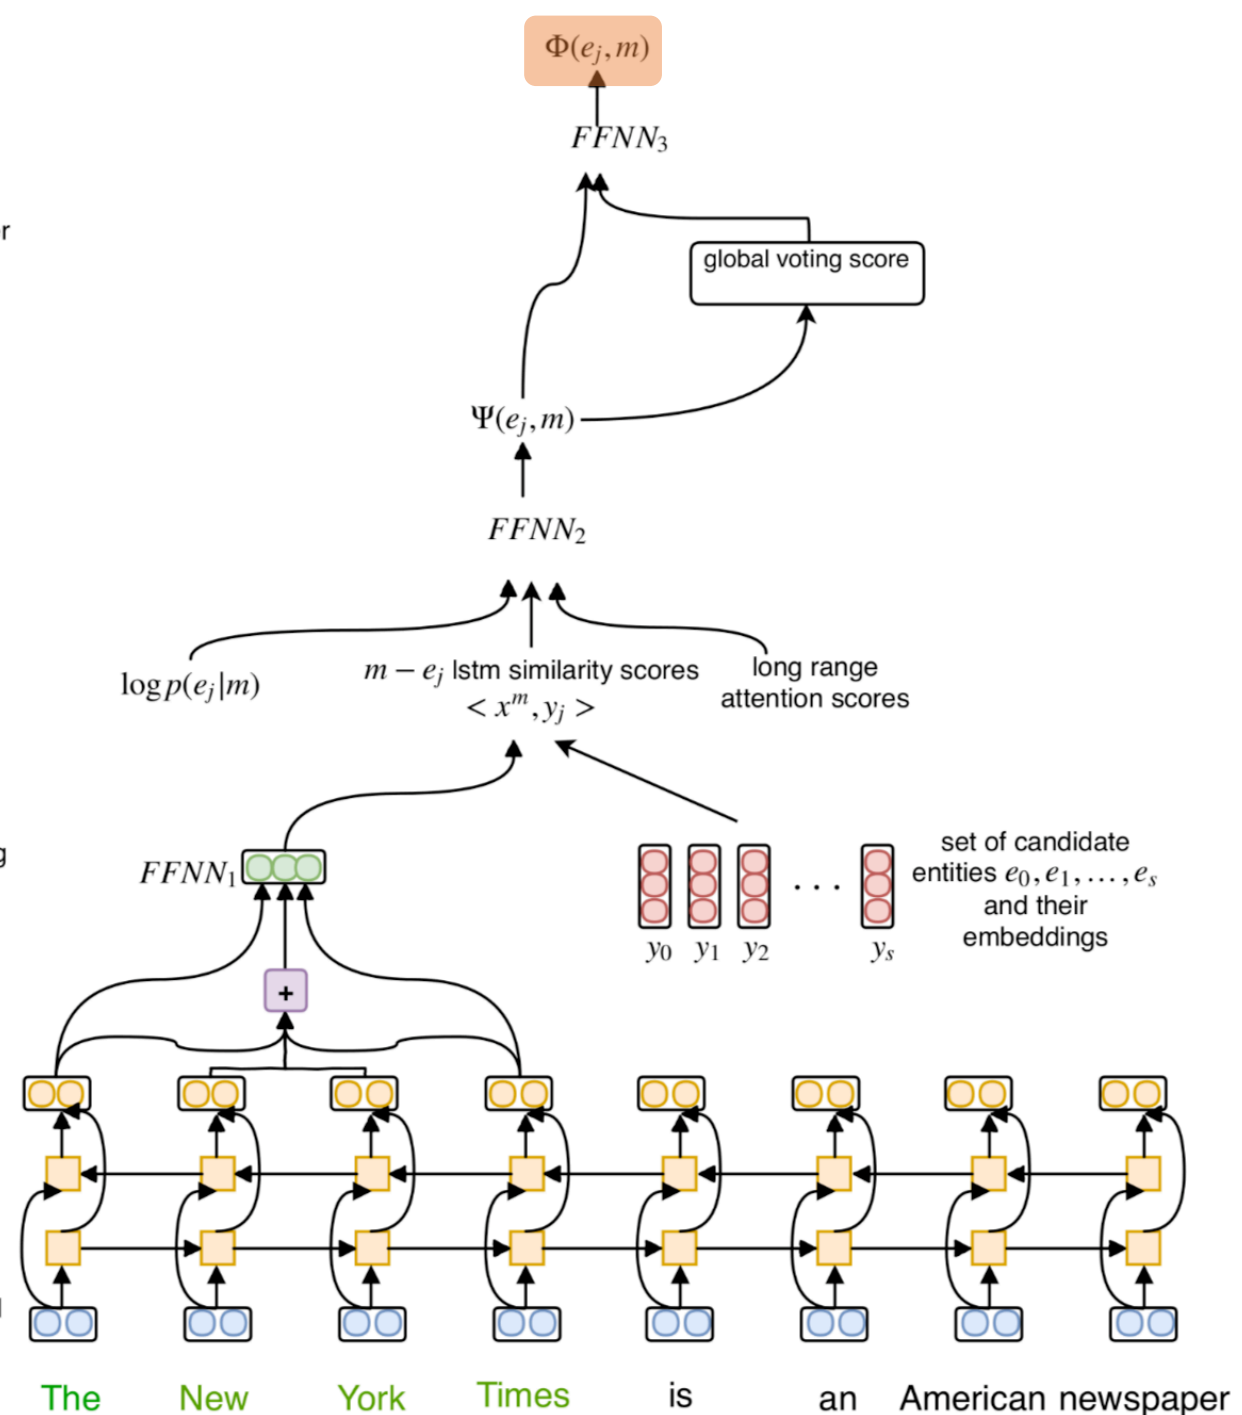 Φ(e_j, m)
FFNN_3
r
global voting score
Ψ(e_j, m)
FFNN_2
log p(e_j|m)
m − e_j lstm similarity scores
< x^m, y_j >
long range
attention scores
g
FFNN_1
set of candidate
entities e_0, e_1, …, e_s
and their
embeddings
y_0 y_1 y_2 ... y_s
+
The New York Times is an American newspaper